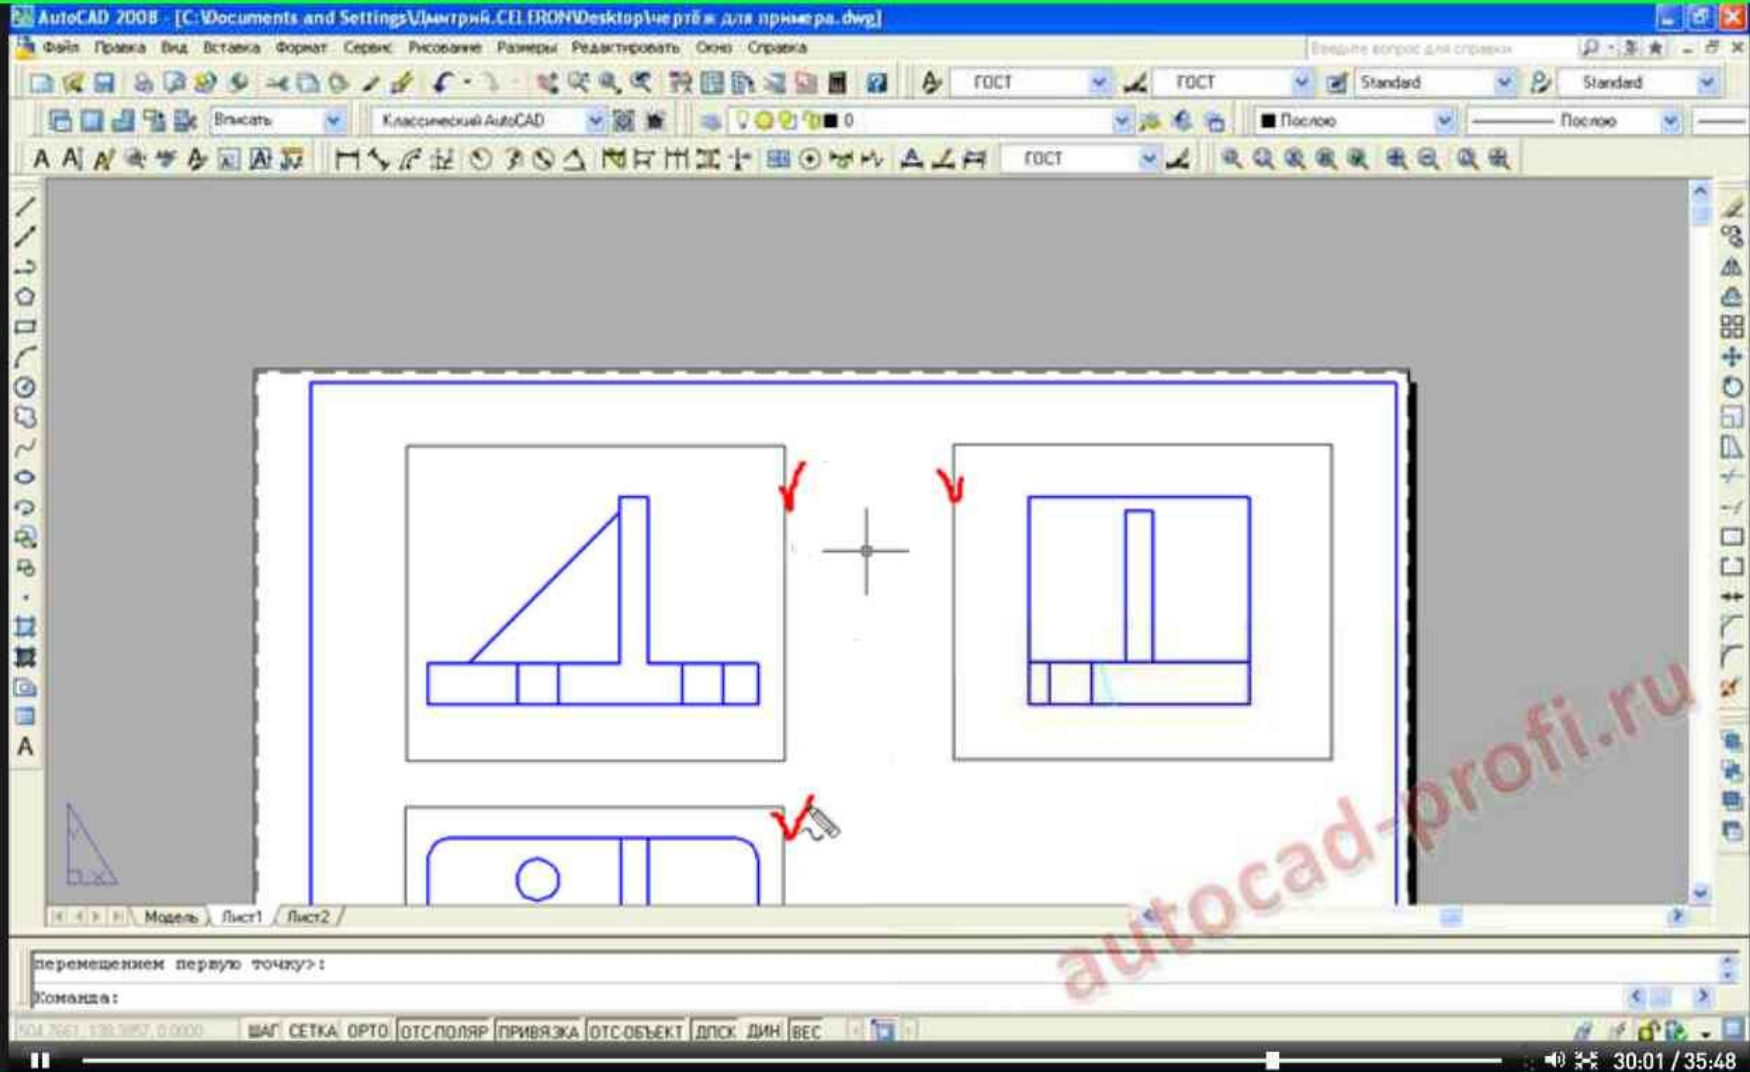 AutoCAD 2008 - [C:\Documents and Settings\Дмитрий.CELERON\Desktop\чертёж для примера.dwg]
Файл Правка Вид Вставка Формат Сервис Рисование Размеры Редактировать Окно Справка
Введите вопрос для справки
ГОСТ ГОСТ Standard Standard
Вписать Классический AutoCAD 0 Послою Послою
ГОСТ
Модель Лист1 Лист2
autocad-profi.ru
перемещением первую точку>:
Команда:
ШАГ СЕТКА ОРТО ОТС-ПОЛЯР ПРИВЯЗКА ОТС-ОБЪЕКТ ДПСК ДИН ВЕС
30:01 / 35:48